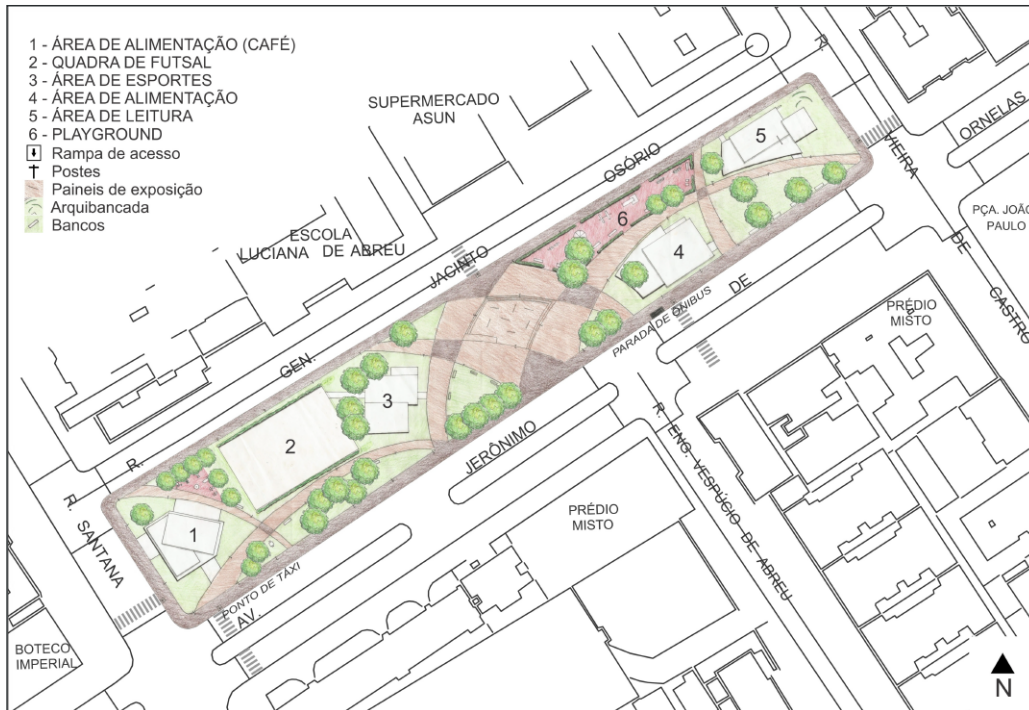 1 - ÁREA DE ALIMENTAÇÃO (CAFÉ)
2 - QUADRA DE FUTSAL
3 - ÁREA DE ESPORTES
4 - ÁREA DE ALIMENTAÇÃO
5 - ÁREA DE LEITURA
6 - PLAYGROUND
Rampa de acesso
Postes
Paineis de exposição
Arquibancada
Bancos
SUPERMERCADO
ASUN
ESCOLA
LUCIANA DE ABREU
R. GEN. JACINTO OSÓRIO
R.
VIEIRA DE CASTRO
ORNELAS
PÇA. JOÃO
PAULO
5
6
4
3
2
1
PRÉDIO
MISTO
PARADA DE ÔNIBUS
AV. JERÔNIMO DE
R. ENG. VESPÚCIO DE ABREU
PRÉDIO
MISTO
R. SANTANA
PONTO DE TÁXI
BOTECO
IMPERIAL
N